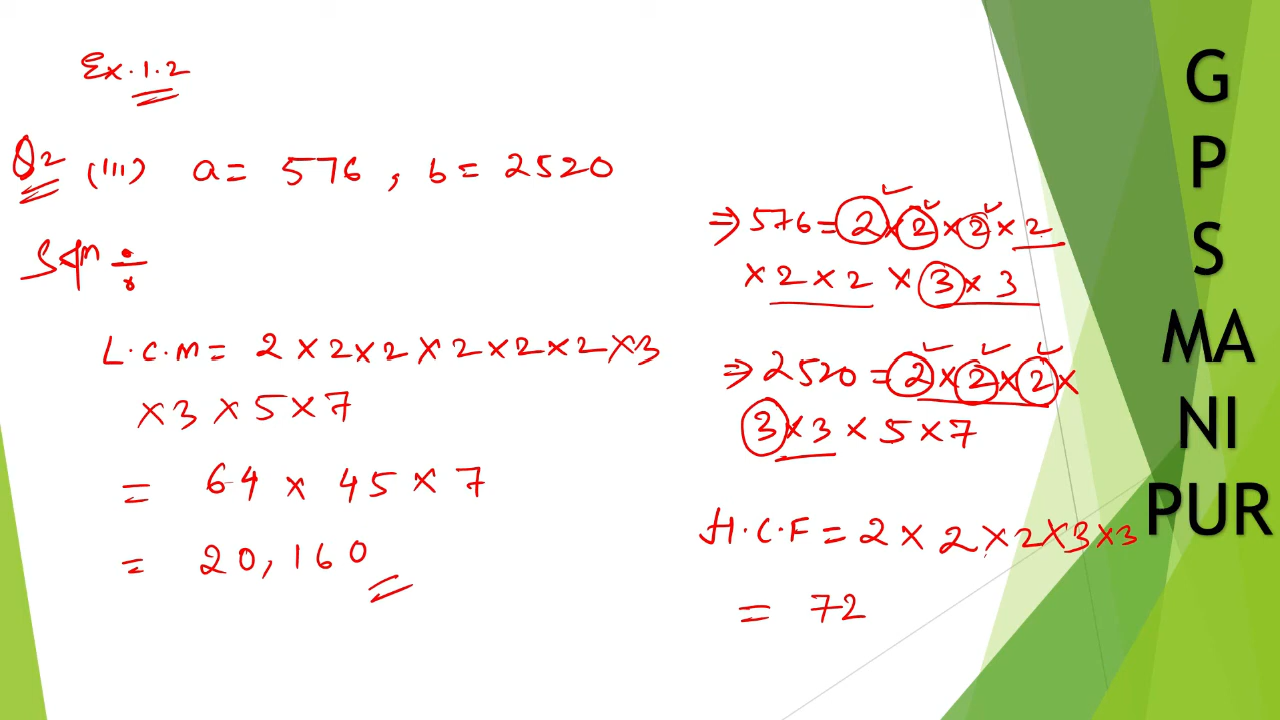 Ex.1.2
Q2 (III) a = 576 , b = 2520
Soln :
L.C.M = 2 × 2 × 2 × 2 × 2 × 2 × 3
× 3 × 5 × 7
= 64 × 45 × 7
= 20,160
⇒ 576 = 2 × 2 × 2 × 2
× 2 × 2 × 3 × 3
⇒ 2520 = 2 × 2 × 2 ×
3 × 3 × 5 × 7
H.C.F = 2 × 2 × 2 × 3 × 3
= 72
G
P
S
MA
NI
PUR